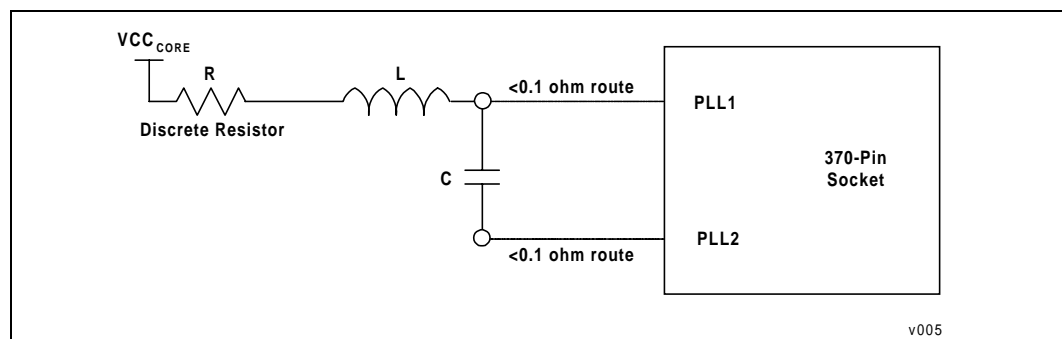 VCCCORE
R
L
Discrete Resistor
<0.1 ohm route
PLL1
370-Pin
Socket
C
PLL2
<0.1 ohm route
v005